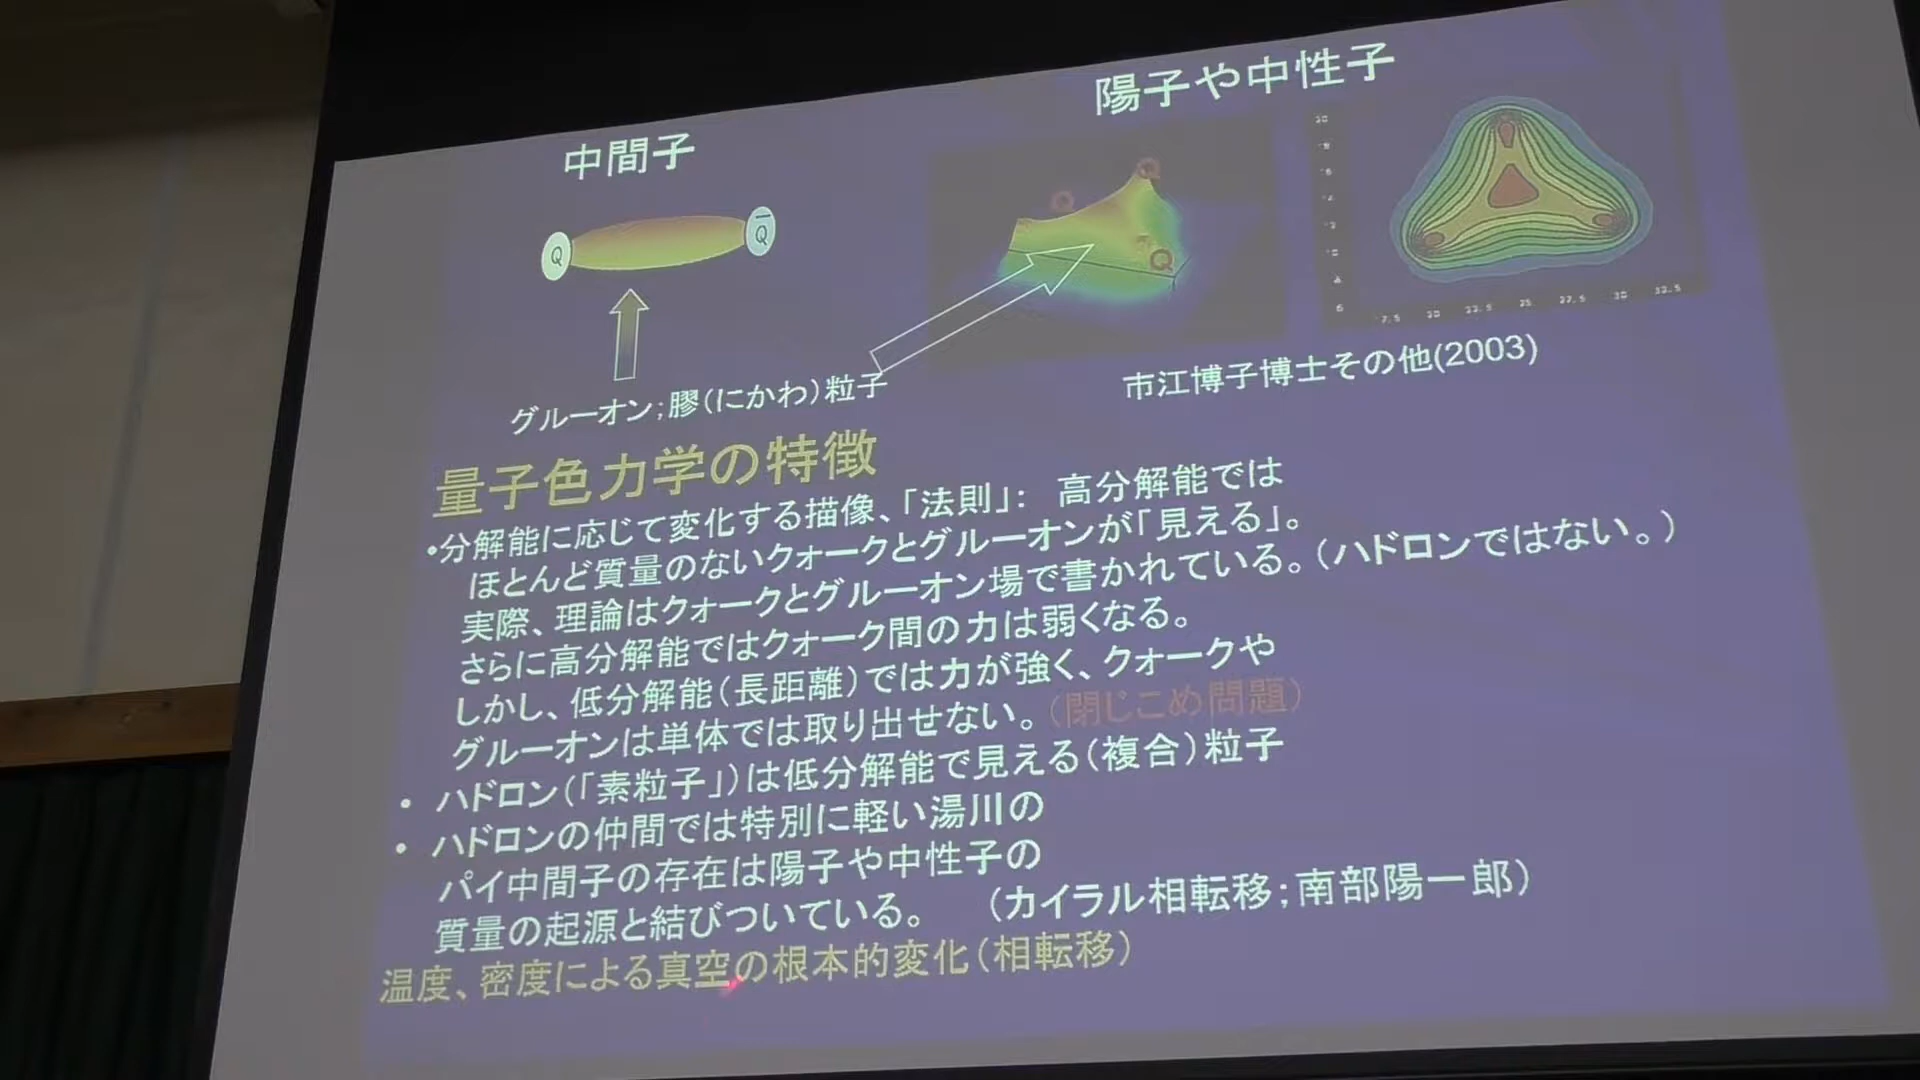 陽子や中性子
中間子
Q
Q
Q
Q
Q
グルーオン;膠(にかわ)粒子
市江博子博士その他(2003)
量子色力学の特徴
•分解能に応じて変化する描像、「法則」: 高分解能では
ほとんど質量のないクォークとグルーオンが「見える」。
実際、理論はクォークとグルーオン場で書かれている。(ハドロンではない。)
さらに高分解能ではクォーク間の力は弱くなる。
しかし、低分解能(長距離)では力が強く、クォークや
グルーオンは単体では取り出せない。(閉じこめ問題)
• ハドロン(「素粒子」)は低分解能で見える(複合)粒子
• ハドロンの仲間では特別に軽い湯川の
パイ中間子の存在は陽子や中性子の
質量の起源と結びついている。 (カイラル相転移;南部陽一郎)
温度、密度による真空の根本的変化(相転移)